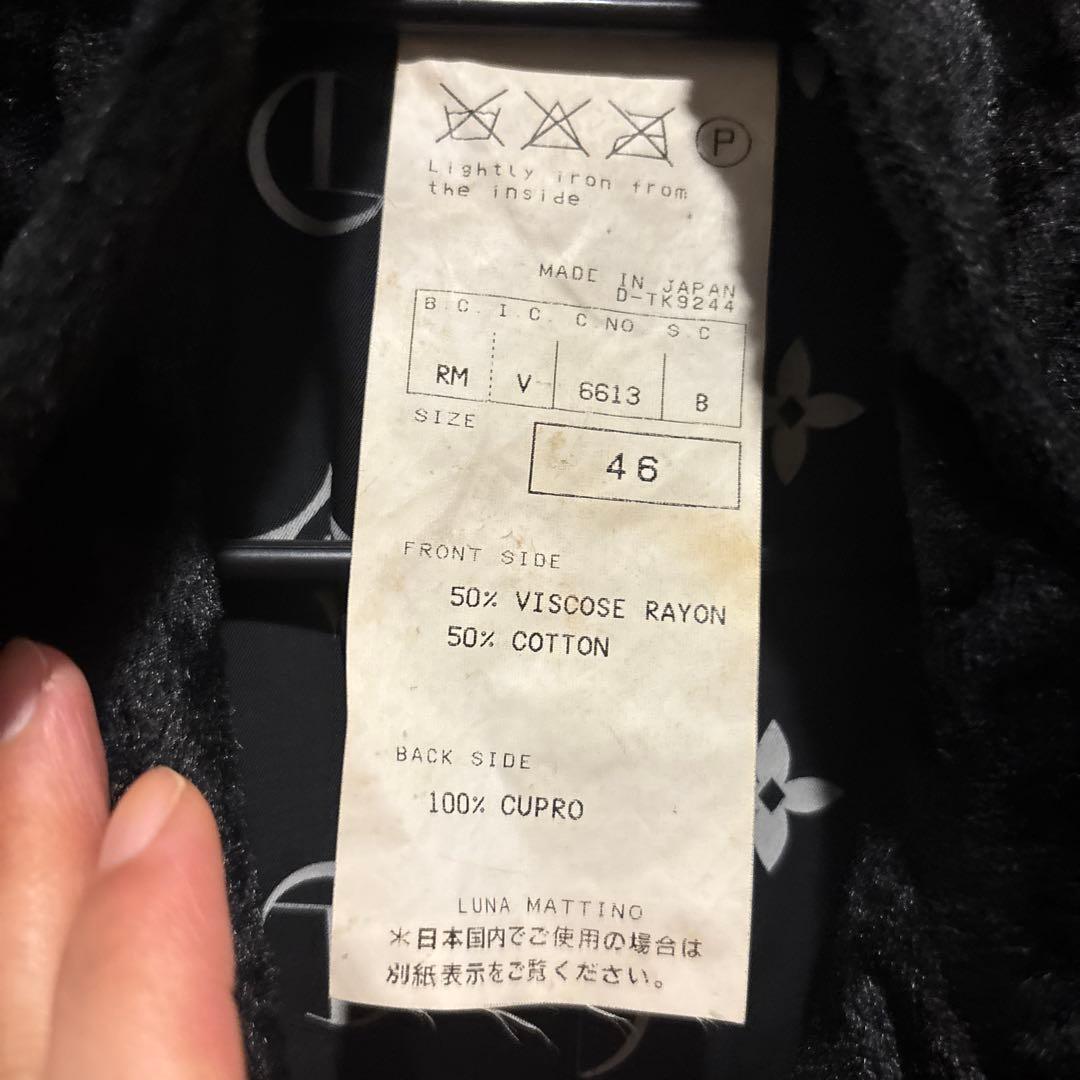 P
Lightly iron from
the inside
MADE IN JAPAN
D-TK9244
B.C. I.C. C.NO S.C
RM V 6613 B
SIZE
46
FRONT SIDE
50% VISCOSE RAYON
50% COTTON
BACK SIDE
100% CUPRO
LUNA MATTINO
*日本国内でご使用の場合は
別紙表示をご覧ください。